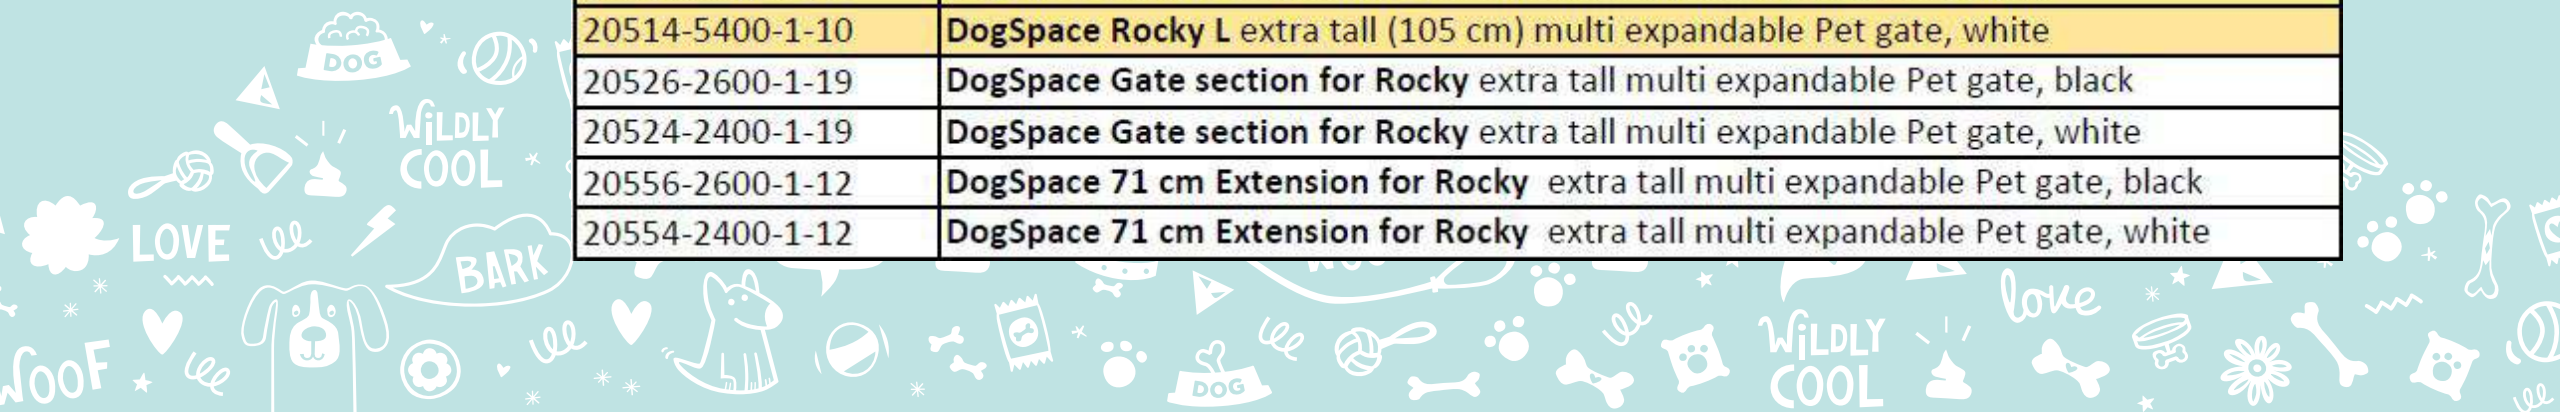 20514-5400-1-10 DogSpace Rocky L extra tall (105 cm) multi expandable Pet gate, white
20526-2600-1-19 DogSpace Gate section for Rocky extra tall multi expandable Pet gate, black
20524-2400-1-19 DogSpace Gate section for Rocky extra tall multi expandable Pet gate, white
20556-2600-1-12 DogSpace 71 cm Extension for Rocky extra tall multi expandable Pet gate, black
20554-2400-1-12 DogSpace 71 cm Extension for Rocky extra tall multi expandable Pet gate, white
DOG
WiLDLY
COOL
LOVE
BARK
love
WOOF
DOG
WiLDLY
COOL